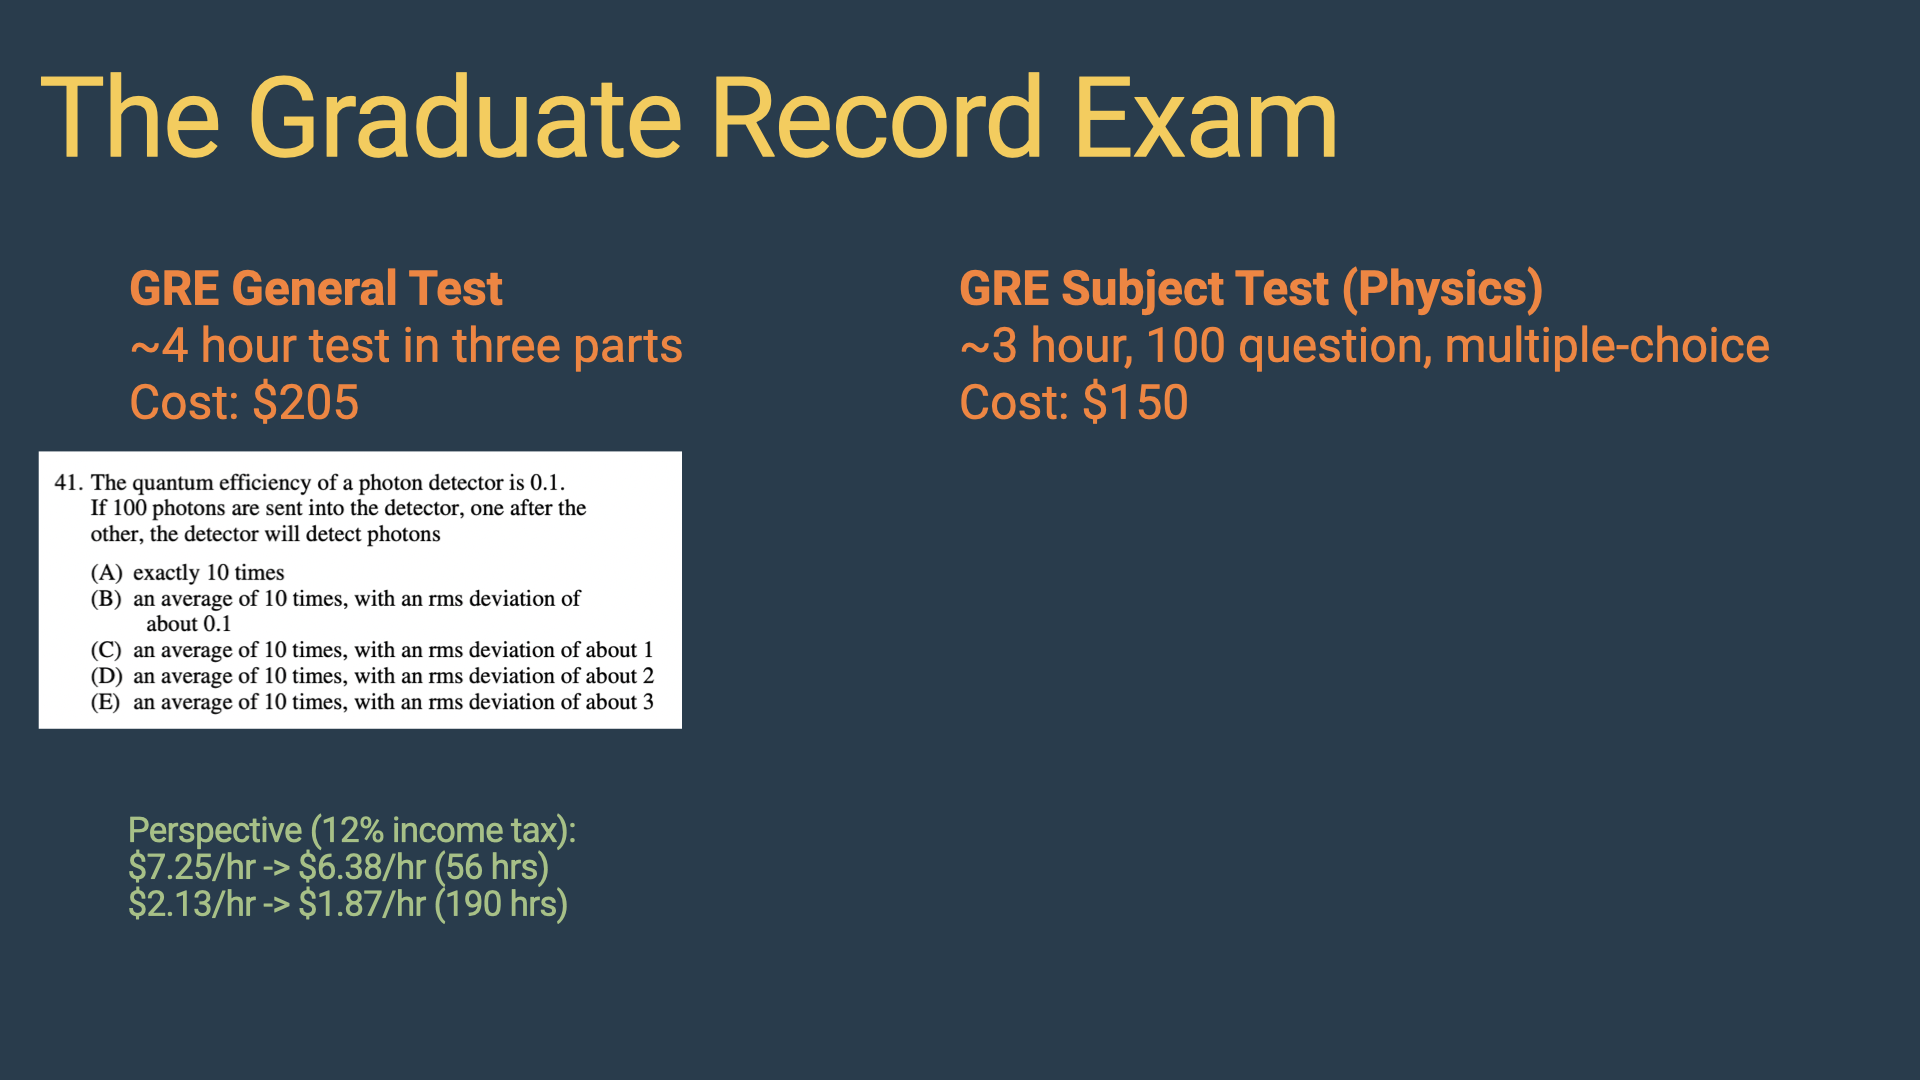 The Graduate Record Exam
GRE General Test
~4 hour test in three parts
Cost: $205
GRE Subject Test (Physics)
~3 hour, 100 question, multiple-choice
Cost: $150
41. The quantum efficiency of a photon detector is 0.1.
If 100 photons are sent into the detector, one after the
other, the detector will detect photons
(A) exactly 10 times
(B) an average of 10 times, with an rms deviation of
about 0.1
(C) an average of 10 times, with an rms deviation of about 1
(D) an average of 10 times, with an rms deviation of about 2
(E) an average of 10 times, with an rms deviation of about 3
Perspective (12% income tax):
$7.25/hr -> $6.38/hr (56 hrs)
$2.13/hr -> $1.87/hr (190 hrs)